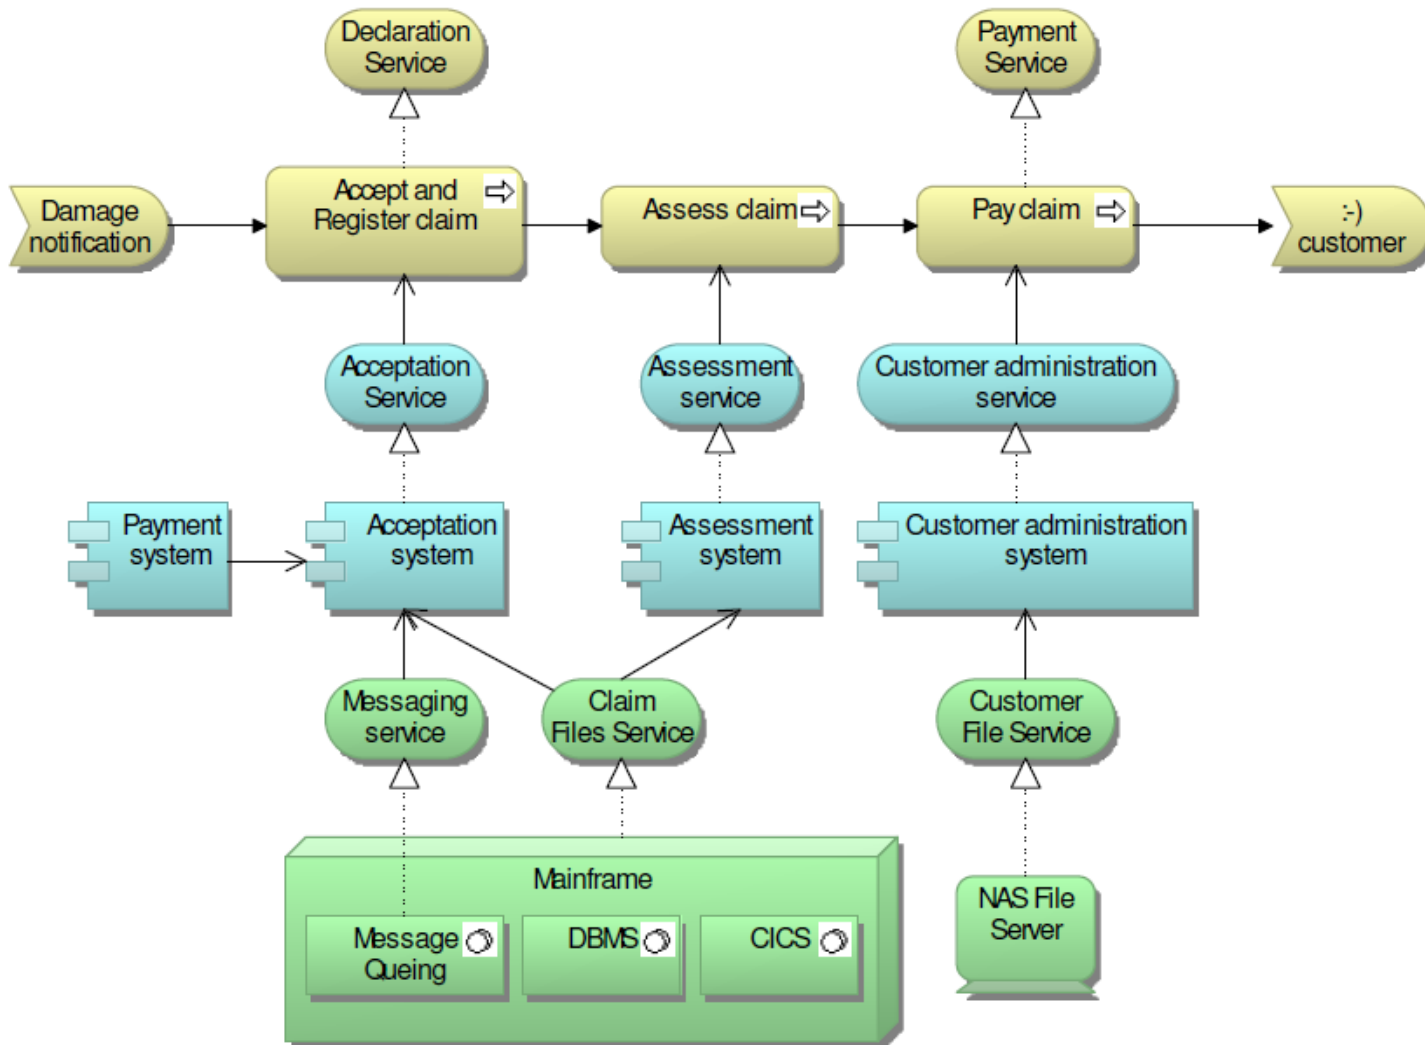 Declaration
Service
Payment
Service
Damage
notification
Accept and
Register claim
Assess claim
Pay claim
:-)
customer
Acceptation
Service
Assessment
service
Customer administration
service
Payment
system
Acceptation
system
Assessment
system
Customer administration
system
Messaging
service
Claim
Files Service
Customer
File Service
Mainframe
Message
Queing
DBMS
CICS
NAS File
Server